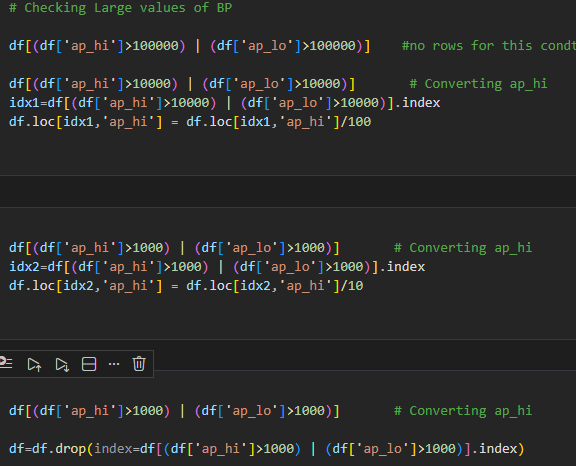 # Checking Large values of BP
df[(df['ap_hi']>100000) | (df['ap_lo']>100000)]    #no rows for this condt
df[(df['ap_hi']>10000) | (df['ap_lo']>10000)]       # Converting ap_hi
idx1=df[(df['ap_hi']>10000) | (df['ap_lo']>10000)].index
df.loc[idx1,'ap_hi'] = df.loc[idx1,'ap_hi']/100
df[(df['ap_hi']>1000) | (df['ap_lo']>1000)]       # Converting ap_hi
idx2=df[(df['ap_hi']>1000) | (df['ap_lo']>1000)].index
df.loc[idx2,'ap_hi'] = df.loc[idx2,'ap_hi']/10
df[(df['ap_hi']>1000) | (df['ap_lo']>1000)]       # Converting ap_hi
df=df.drop(index=df[(df['ap_hi']>1000) | (df['ap_lo']>1000)].index)